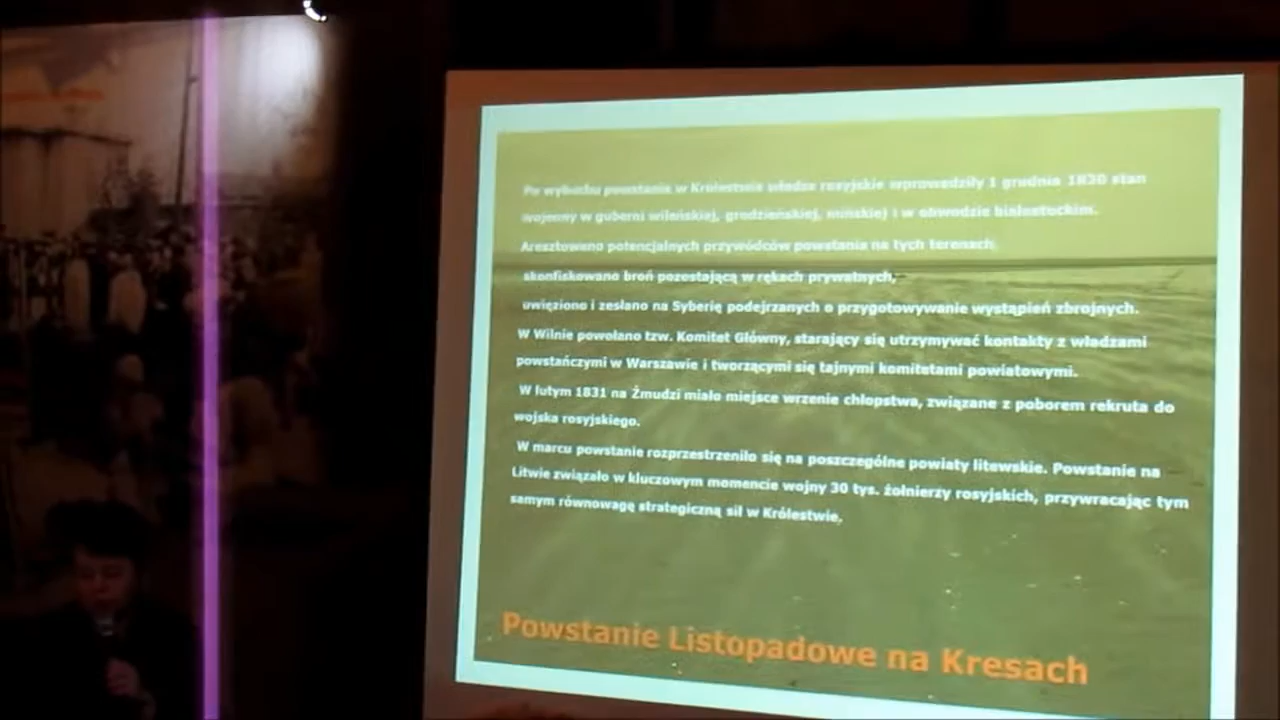 Po wybuchu powstania w Królestwie władze rosyjskie wprowadziły 1 grudnia 1830 stan
wojenny w guberni wileńskiej, grodzieńskiej, mińskiej i w obwodzie białostockim.
Aresztowano potencjalnych przywódców powstania na tych terenach
skonfiskowano broń pozostającą w rękach prywatnych,
uwięziono i zesłano na Syberię podejrzanych o przygotowywanie wystąpień zbrojnych.
W Wilnie powołano tzw. Komitet Główny, starający się utrzymywać kontakty z władzami
powstańczymi w Warszawie i tworzącymi się tajnymi komitetami powiatowymi.
W lutym 1831 na Żmudzi miało miejsce wrzenie chłopstwa, związane z poborem rekruta do
wojska rosyjskiego.
W marcu powstanie rozprzestrzeniło się na poszczególne powiaty litewskie. Powstanie na
Litwie związało w kluczowym momencie wojny 30 tys. żołnierzy rosyjskich, przywracając tym
samym równowagę strategiczną sił w Królestwie,
Powstanie Listopadowe na Kresach